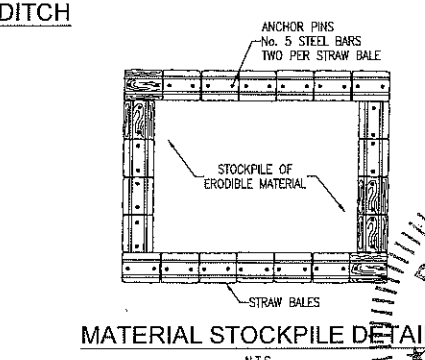 DITCH
ANCHOR PINS
No. 5 STEEL BARS
TWO PER STRAW BALE
STOCKPILE OF
ERODIBLE MATERIAL
STRAW BALES
MATERIAL STOCKPILE DETAI
N.T.S.